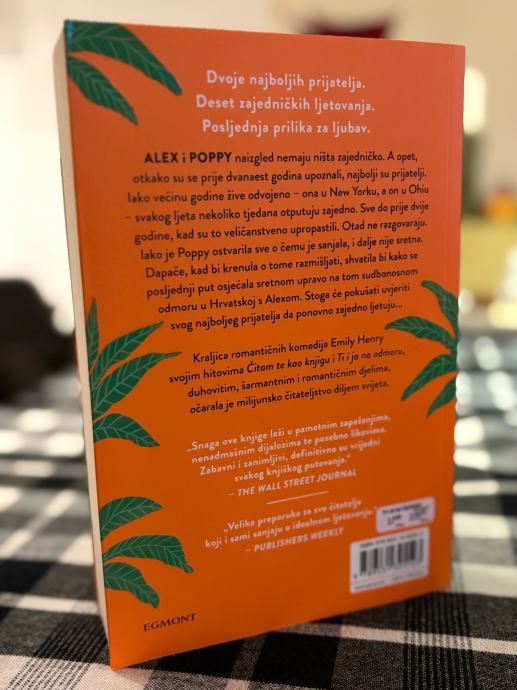 Dvoje najboljih prijatelja.
Deset zajedničkih ljetovanja.
Posljednja prilika za ljubav.
ALEX i POPPY naizgled nemaju ništa zajedničko. A opet,
otkako su se prije dvanaest godina upoznali, najbolji su prijatelji.
Iako većinu godine žive odvojeno – ona u New Yorku, a on u Ohiu
– svakog ljeta nekoliko tjedana otputuju zajedno. Sve do prije dvije
godine, kad su to veličanstveno upropastili. Otad ne razgovaraju.
Iako je Poppy ostvarila sve o čemu je sanjala, i dalje nije sretna.
Dapače, kad bi krenula o tome razmišljati, shvatila bi kako se
posljednji put osjećala sretnom upravo na tom sudbonosnom
odmoru u Hrvatskoj s Alexom. Stoga će pokušati uvjeriti
svog najboljeg prijatelja da ponovno zajedno ljetuju...
Kraljica romantičnih komedija Emily Henry
svojim hitovima Čitam te kao knjigu i Ti i ja na odmoru,
duhovitim, šarmantnim i romantičnim djelima,
očarala je milijunsko čitateljstvo diljem svijeta.
„Snaga ove knjige leži u pametnim zapažanjima,
nenadmašnim dijalozima te posebno likovima.
Zabavni i zanimljivi, definitivno su vrijedni
svakog knjiškog putovanja."
– THE WALL STREET JOURNAL
„Velika preporuka za sve čitatelje
koji i sami sanjaju o idealnom ljetovanju."
– PUBLISHERS WEEKLY
EGMONT